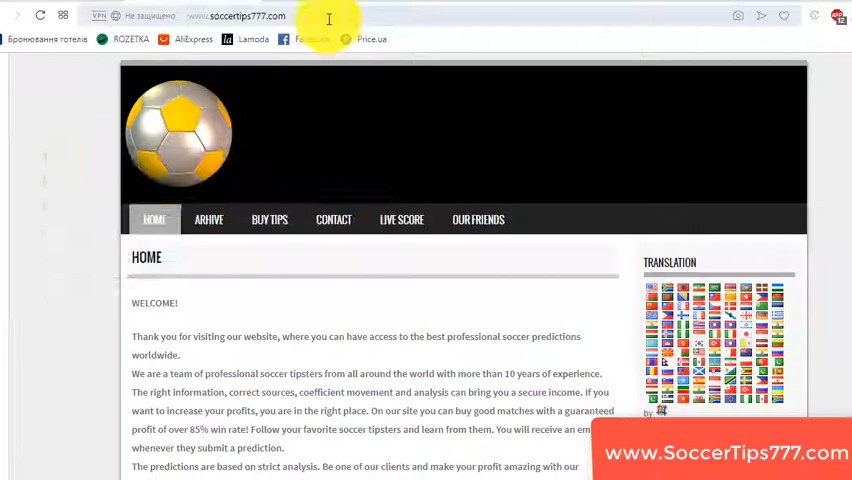 VPN Не защищено www.soccertips777.com
12
Бронювання готелів ROZETKA AliExpress la Lamoda f Price.ua
HOME ARHIVE BUY TIPS CONTACT LIVE SCORE OUR FRIENDS
HOME
WELCOME!
Thank you for visiting our website, where you can have access to the best professional soccer predictions
worldwide.
We are a team of professional soccer tipsters from all around the world with more than 10 years of experience.
The right information, correct sources, coefficient movement and analysis can bring you a secure income. If you
want to increase your profits, you are in the right place. On our site you can buy good matches with a guaranteed
profit of over 85% win rate! Follow your favorite soccer tipsters and learn from them. You will receive an
whenever they submit a prediction.
The predictions are based on strict analysis. Be one of our clients and make your profit amazing with our
TRANSLATION
by
www.SoccerTips777.com